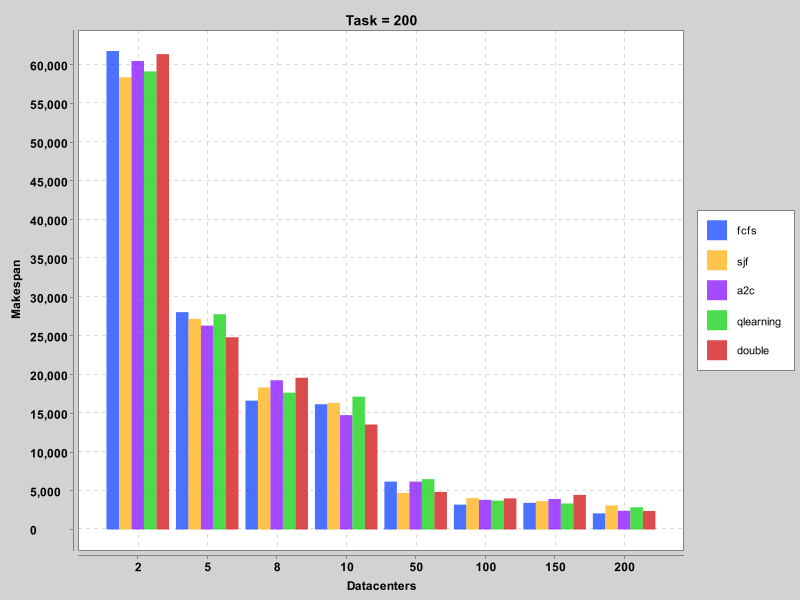 Task = 200
Makespan
60,000
55,000
50,000
45,000
40,000
35,000
30,000
25,000
20,000
15,000
10,000
5,000
0
2 5 8 10 50 100 150 200
Datacenters
fcfs
sjf
a2c
qlearning
double